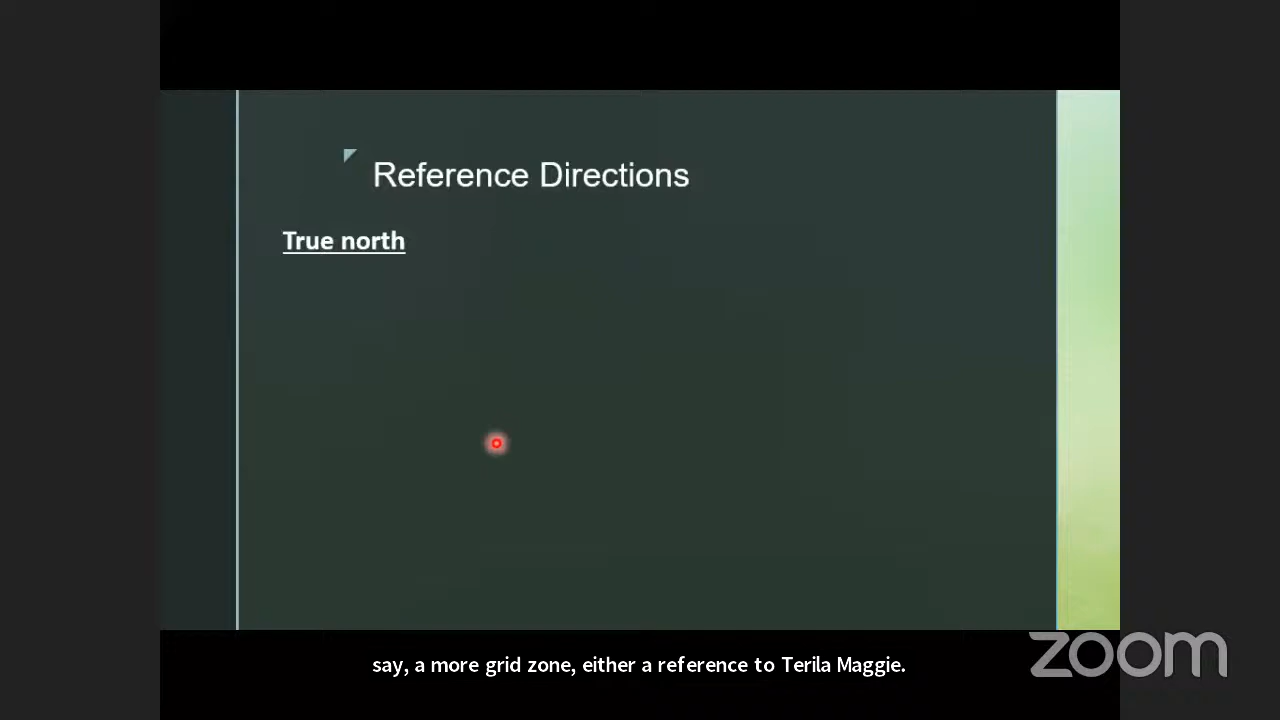 Reference Directions
True north
say, a more grid zone, either a reference to Terila Maggie.
zoom